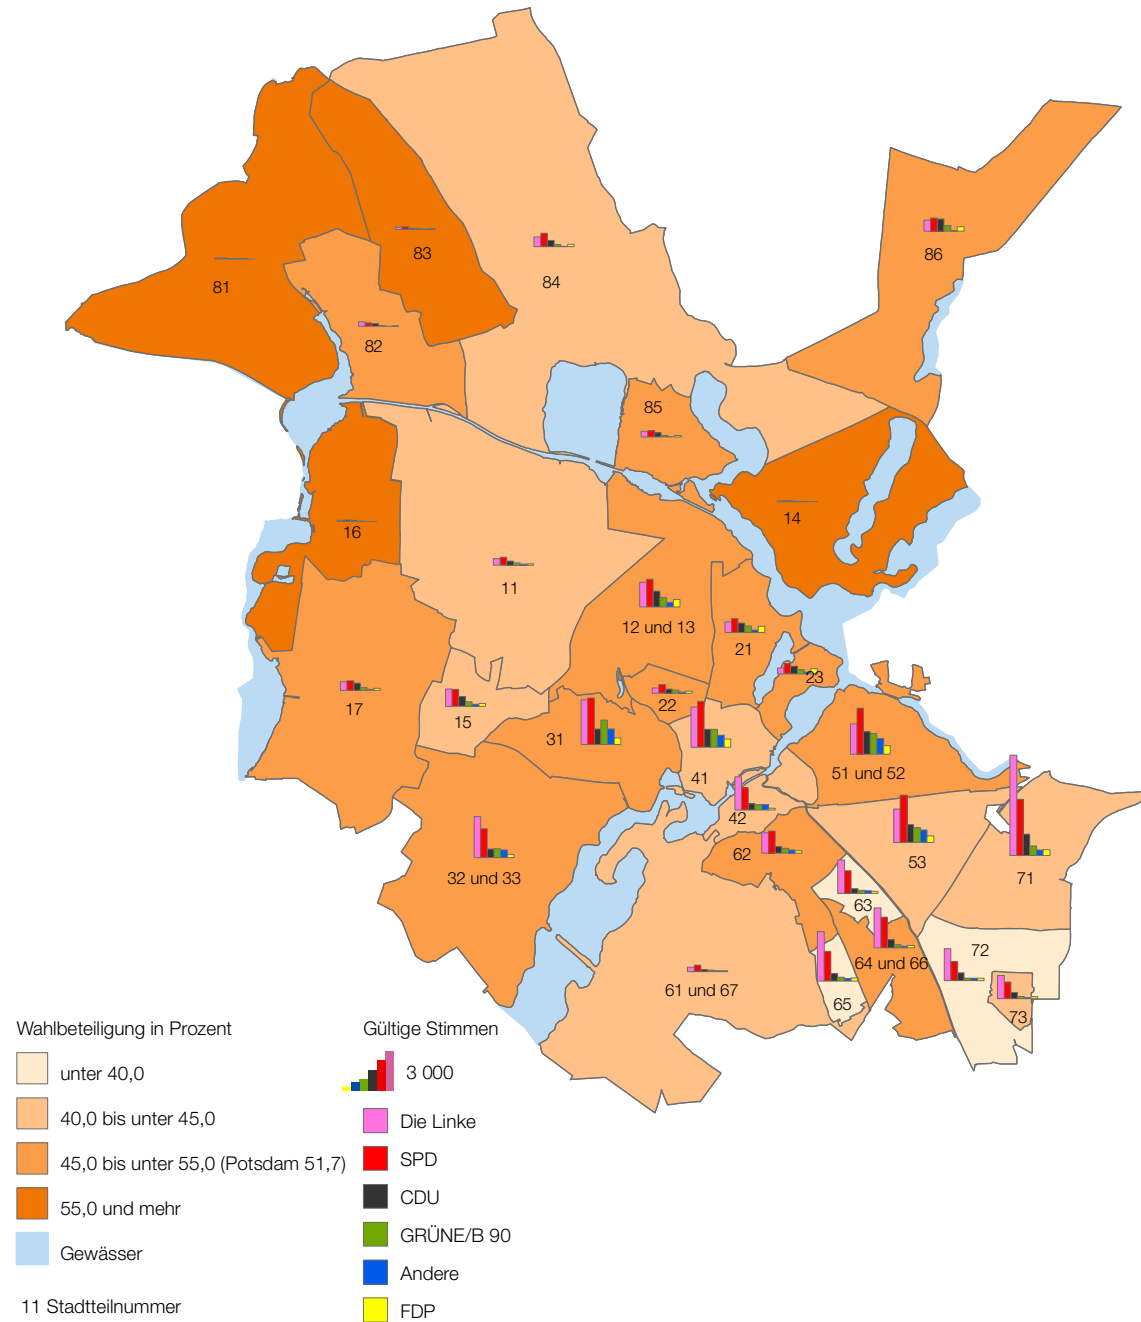 86
83
84
81
82
85
14
16
11
12 und 13
21
23
17
15
22
31
41
51 und 52
42
53
62
32 und 33
71
63
72
64 und 66
61 und 67
65
73
Wahlbeteiligung in Prozent
unter 40,0
40,0 bis unter 45,0
45,0 bis unter 55,0 (Potsdam 51,7)
55,0 und mehr
Gewässer
11 Stadtteilnummer
Gültige Stimmen
3 000
Die Linke
SPD
CDU
GRÜNE/B 90
Andere
FDP